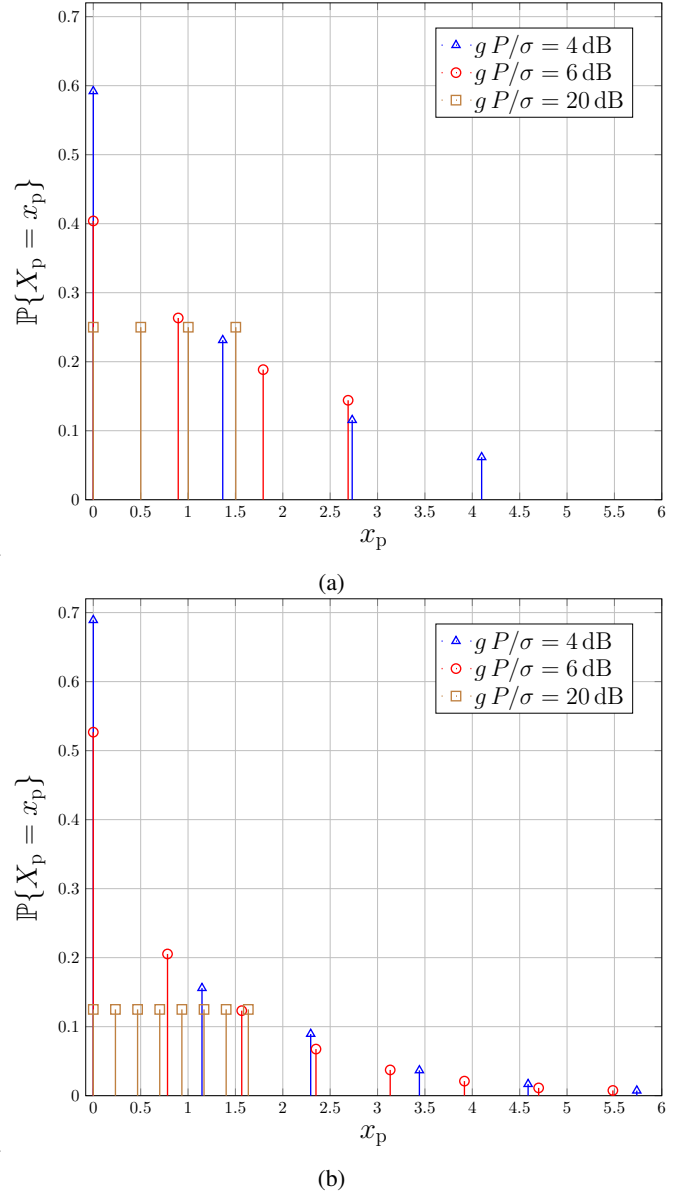 0.7
0.6
0.5
0.4
0.3
0.2
0.1
0
ℙ{X_p = x_p}
g P/σ = 4 dB
g P/σ = 6 dB
g P/σ = 20 dB
0 0.5 1 1.5 2 2.5 3 3.5 4 4.5 5 5.5 6
x_p
(a)
0.7
0.6
0.5
0.4
0.3
0.2
0.1
0
ℙ{X_p = x_p}
g P/σ = 4 dB
g P/σ = 6 dB
g P/σ = 20 dB
0 0.5 1 1.5 2 2.5 3 3.5 4 4.5 5 5.5 6
x_p
(b)